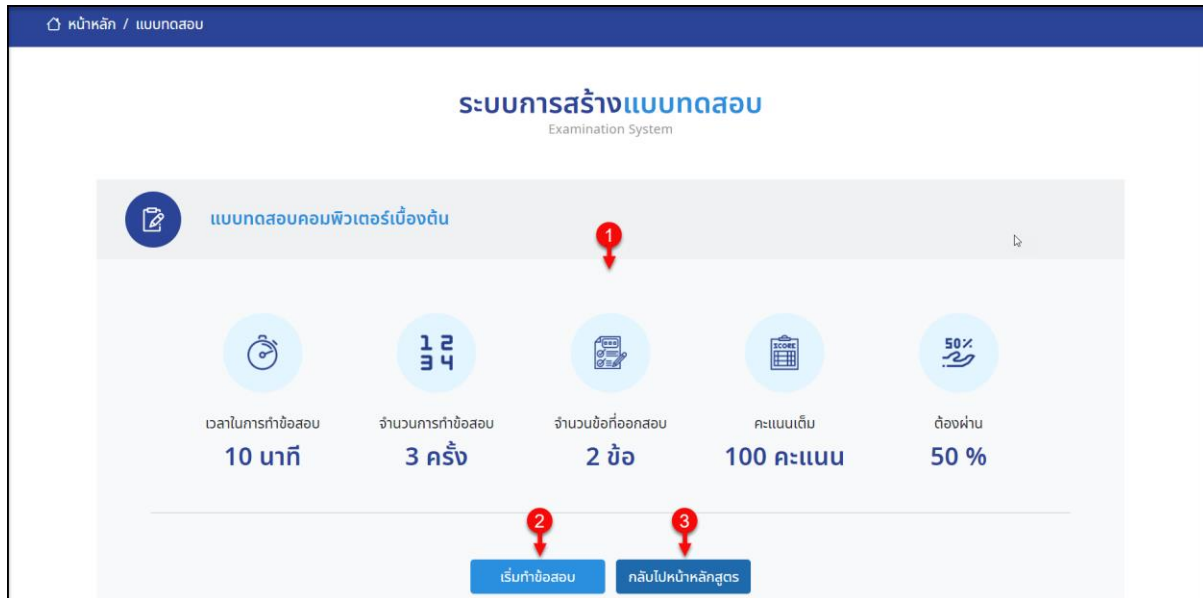 หน้าหลัก / แบบทดสอบ
ระบบการสร้างแบบทดสอบ
Examination System
แบบทดสอบคอมพิวเตอร์เบื้องต้น
1
1 2
3 4
SCORE
50%
เวลาในการทำข้อสอบ
จำนวนการทำข้อสอบ
จำนวนข้อที่ออกสอบ
คะแนนเต็ม
ต้องผ่าน
10 นาที
3 ครั้ง
2 ข้อ
100 คะแนน
50 %
2
3
เริ่มทำข้อสอบ
กลับไปหน้าหลักสูตร